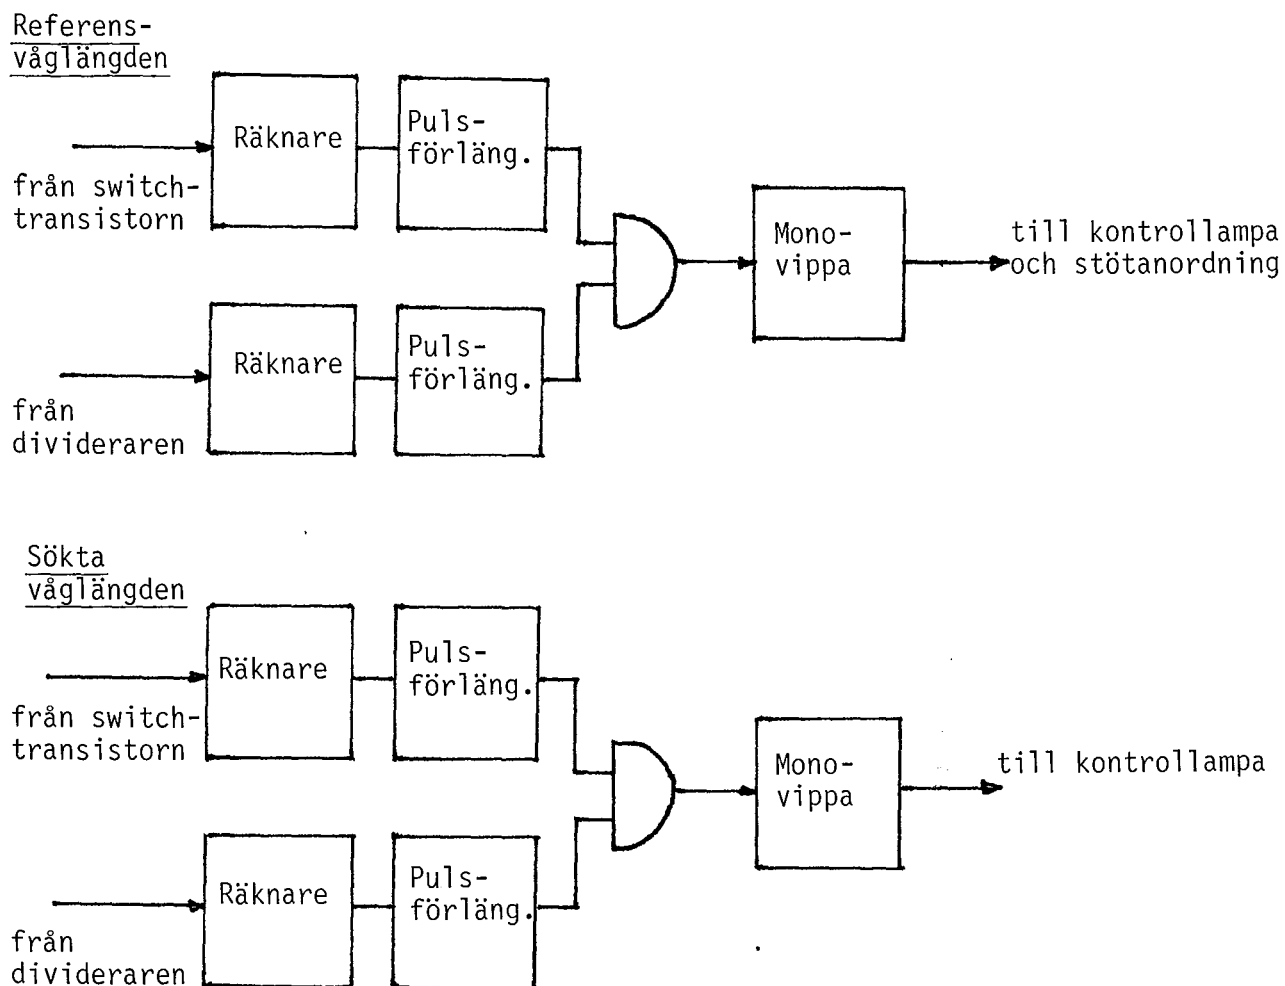 Referens-
våglängden
Räknare
Puls-
förläng.
från switch-
transistorn
Mono-
vippa
till kontrollampa
och stötanordning
Räknare
Puls-
förläng.
från
divideraren
Sökta
våglängden
Räknare
Puls-
förläng.
från switch-
transistorn
Mono-
vippa
till kontrollampa
Räknare
Puls-
förläng.
från
divideraren